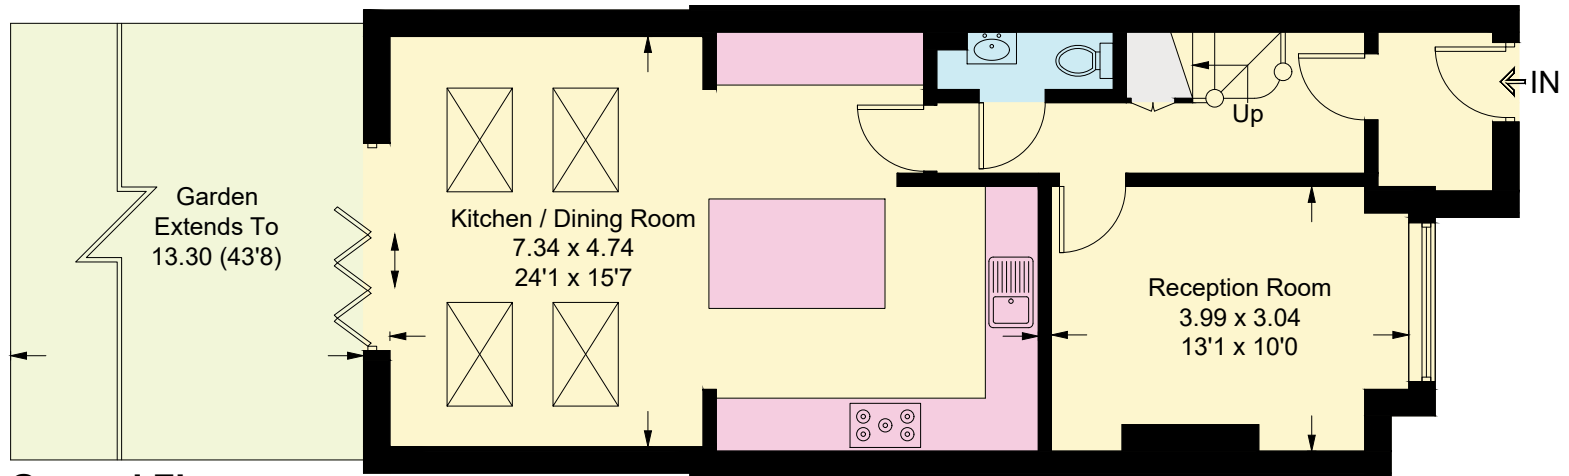 IN
Up
Garden
Extends To
13.30 (43'8)
Kitchen / Dining Room
7.34 x 4.74
24'1 x 15'7
Reception Room
3.99 x 3.04
13'1 x 10'0